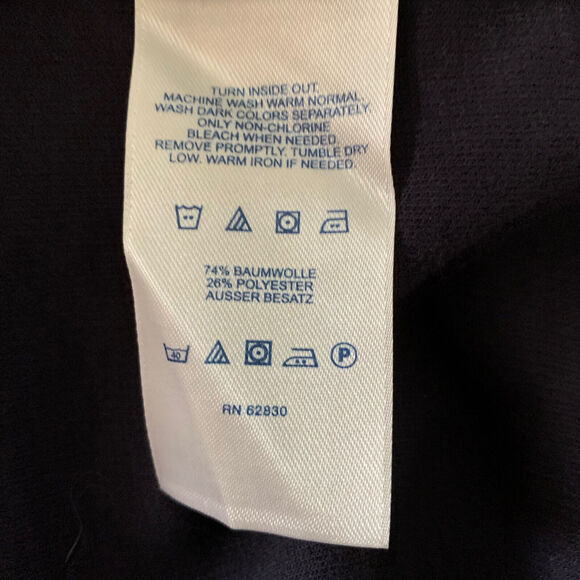 TURN INSIDE OUT.
MACHINE WASH WARM NORMAL.
WASH DARK COLORS SEPARATELY.
ONLY NON-CHLORINE
BLEACH WHEN NEEDED.
REMOVE PROMPTLY. TUMBLE DRY
LOW. WARM IRON IF NEEDED.
74% BAUMWOLLE
26% POLYESTER
AUSSER BESATZ
40 P
RN 62830